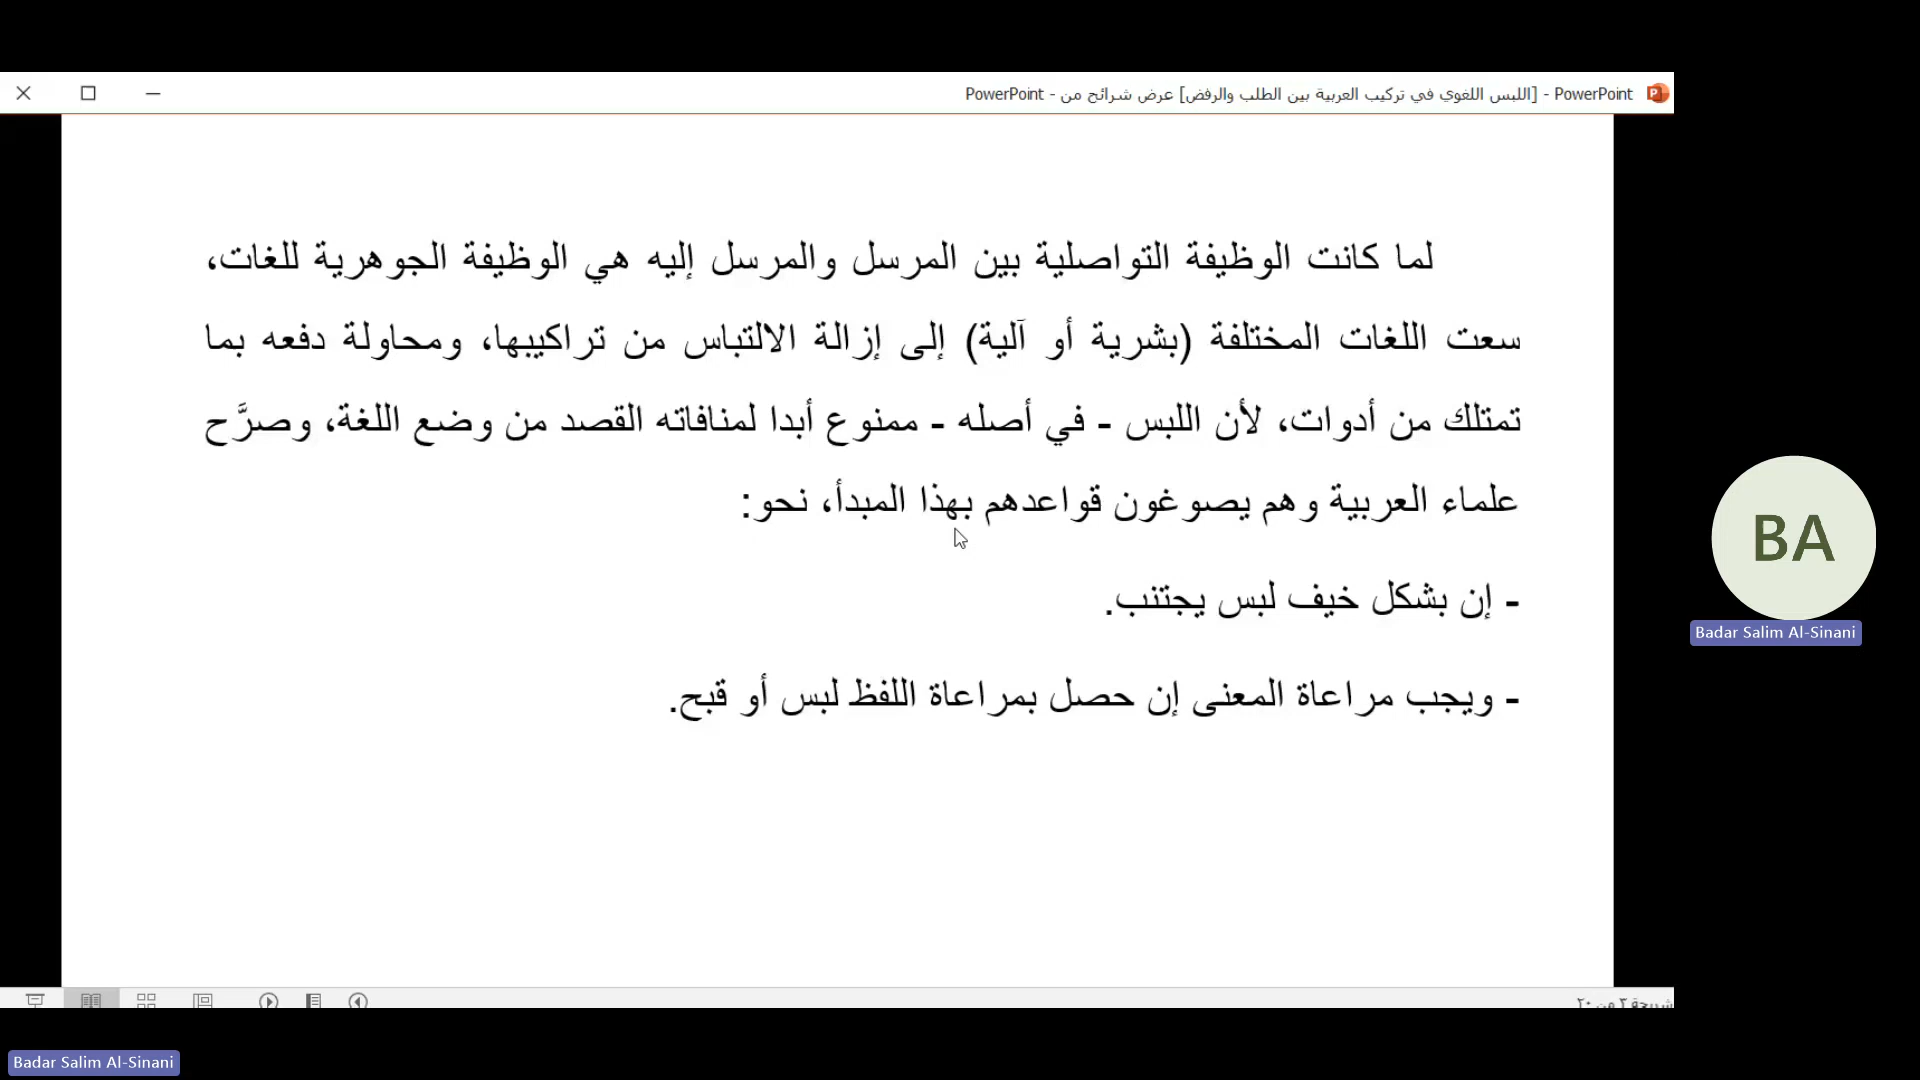 PowerPoint - [اللبس اللغوي في تركيب العربية بين الطلب والرفض] عرض شرائح من - PowerPoint
لما كانت الوظيفة التواصلية بين المرسل والمرسل إليه هي الوظيفة الجوهرية للغات،
سعت اللغات المختلفة (بشرية أو آلية) إلى إزالة الالتباس من تراكيبها، ومحاولة دفعه بما
تمتلك من أدوات، لأن اللبس - في أصله - ممنوع أبدا لمنافاته القصد من وضع اللغة، وصرَّح
علماء العربية وهم يصوغون قواعدهم بهذا المبدأ، نحو:
- إن بشكل خيف لبس يجتنب.
- ويجب مراعاة المعنى إن حصل بمراعاة اللفظ لبس أو قبح.
BA
Badar Salim Al-Sinani
شريحة ٣ من ٢٠
Badar Salim Al-Sinani